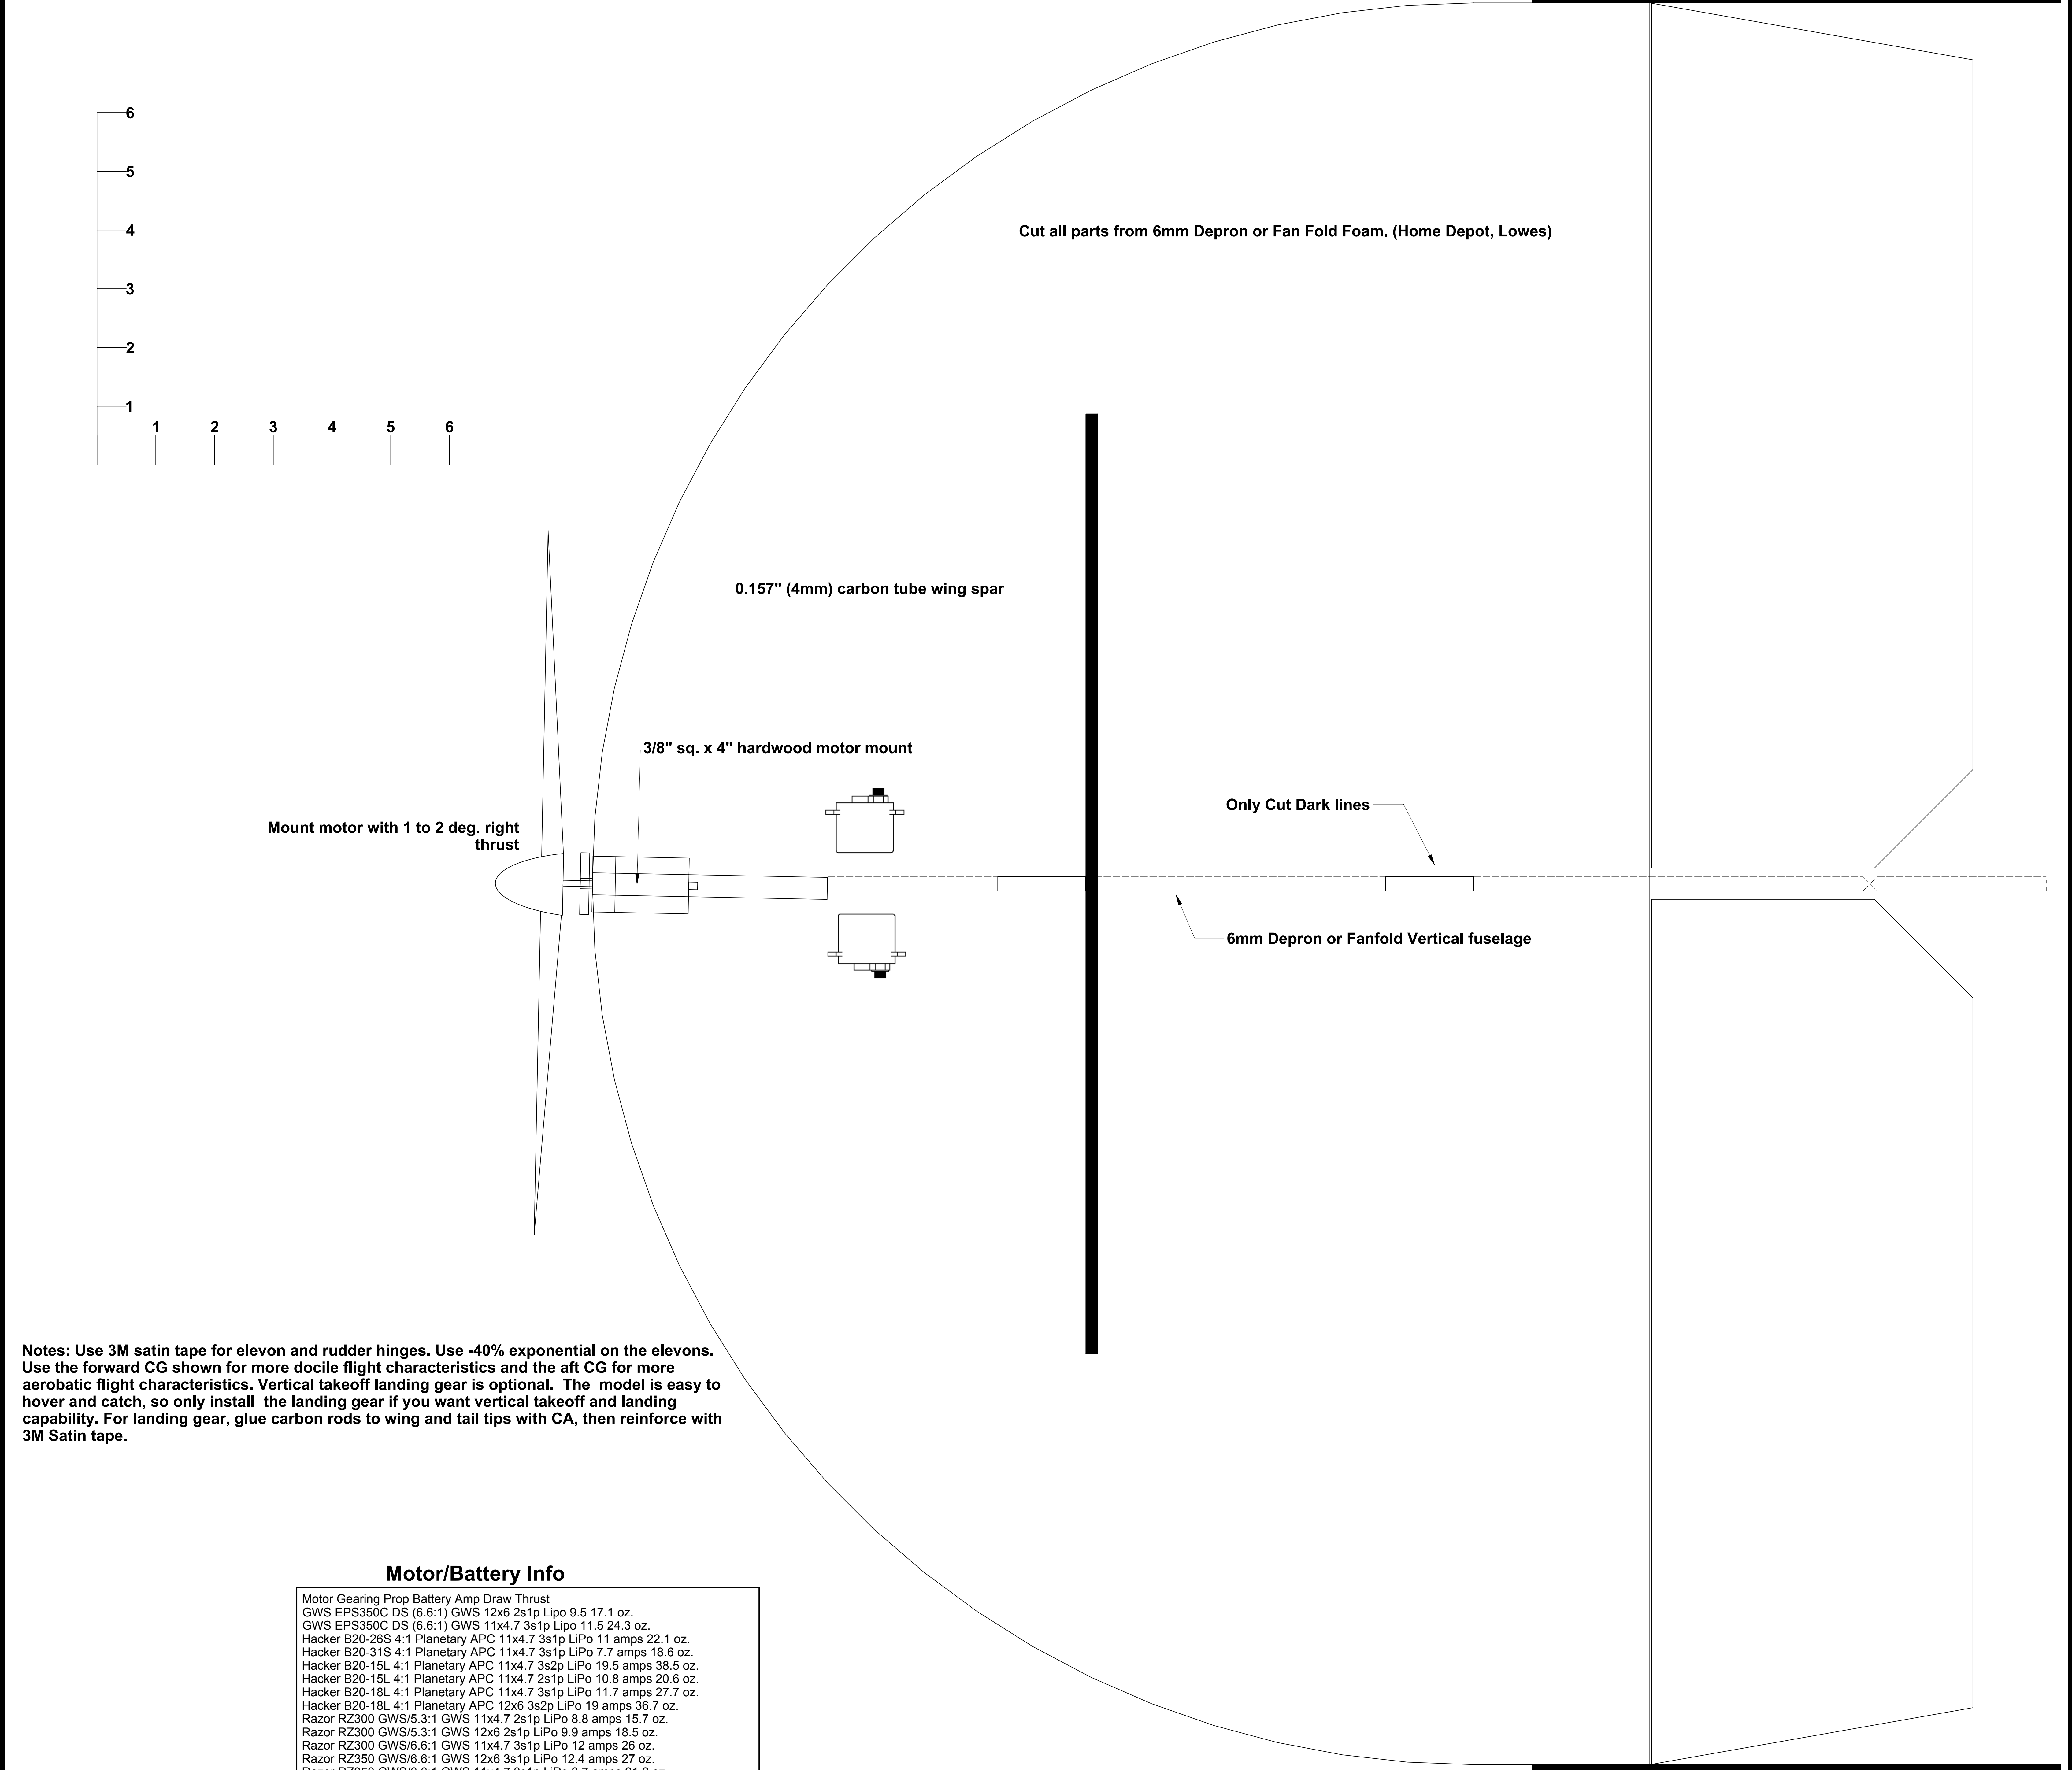 6
5
4
3
2
1
1 2 3 4 5 6
Cut all parts from 6mm Depron or Fan Fold Foam. (Home Depot, Lowes)
0.157" (4mm) carbon tube wing spar
3/8" sq. x 4" hardwood motor mount
Mount motor with 1 to 2 deg. right
thrust
Only Cut Dark lines
6mm Depron or Fanfold Vertical fuselage
Notes: Use 3M satin tape for elevon and rudder hinges. Use -40% exponential on the elevons.
Use the forward CG shown for more docile flight characteristics and the aft CG for more
aerobatic flight characteristics. Vertical takeoff landing gear is optional.  The  model is easy to
hover and catch, so only install  the landing gear if you want vertical takeoff and landing
capability. For landing gear, glue carbon rods to wing and tail tips with CA, then reinforce with
3M Satin tape.
Motor/Battery Info
Motor Gearing Prop Battery Amp Draw Thrust
GWS EPS350C DS (6.6:1) GWS 12x6 2s1p Lipo 9.5 17.1 oz.
GWS EPS350C DS (6.6:1) GWS 11x4.7 3s1p Lipo 11.5 24.3 oz.
Hacker B20-26S 4:1 Planetary APC 11x4.7 3s1p LiPo 11 amps 22.1 oz.
Hacker B20-31S 4:1 Planetary APC 11x4.7 3s1p LiPo 7.7 amps 18.6 oz.
Hacker B20-15L 4:1 Planetary APC 11x4.7 3s2p LiPo 19.5 amps 38.5 oz.
Hacker B20-15L 4:1 Planetary APC 11x4.7 2s1p LiPo 10.8 amps 20.6 oz.
Hacker B20-18L 4:1 Planetary APC 11x4.7 3s1p LiPo 11.7 amps 27.7 oz.
Hacker B20-18L 4:1 Planetary APC 12x6 3s2p LiPo 19 amps 36.7 oz.
Razor RZ300 GWS/5.3:1 GWS 11x4.7 2s1p LiPo 8.8 amps 15.7 oz.
Razor RZ300 GWS/5.3:1 GWS 12x6 2s1p LiPo 9.9 amps 18.5 oz.
Razor RZ300 GWS/6.6:1 GWS 11x4.7 3s1p LiPo 12 amps 26 oz.
Razor RZ350 GWS/6.6:1 GWS 12x6 3s1p LiPo 12.4 amps 27 oz.